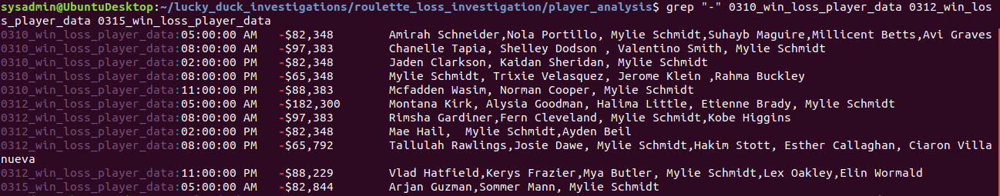 sysadmin@UbuntuDesktop:~/lucky_duck_investigations/roulette_loss_investigation/player_analysis$ grep "-" 0310_win_loss_player_data 0312_win_los
s_player_data 0315_win_loss_player_data
0310_win_loss_player_data:05:00:00 AM -$82,348 Amirah Schneider,Nola Portillo, Mylie Schmidt,Suhayb Maguire,Millicent Betts,Avi Graves
0310_win_loss_player_data:08:00:00 AM -$97,383 Chanelle Tapia, Shelley Dodson , Valentino Smith, Mylie Schmidt
0310_win_loss_player_data:02:00:00 PM -$82,348 Jaden Clarkson, Kaidan Sheridan, Mylie Schmidt
0310_win_loss_player_data:08:00:00 PM -$65,348 Mylie Schmidt, Trixie Velasquez, Jerome Klein ,Rahma Buckley
0310_win_loss_player_data:11:00:00 PM -$88,383 Mcfadden Wasim, Norman Cooper, Mylie Schmidt
0312_win_loss_player_data:05:00:00 AM -$182,300 Montana Kirk, Alysia Goodman, Halima Little, Etienne Brady, Mylie Schmidt
0312_win_loss_player_data:08:00:00 AM -$97,383 Rimsha Gardiner,Fern Cleveland, Mylie Schmidt,Kobe Higgins
0312_win_loss_player_data:02:00:00 PM -$82,348 Mae Hail,  Mylie Schmidt,Ayden Beil
0312_win_loss_player_data:08:00:00 PM -$65,792 Tallulah Rawlings,Josie Dawe, Mylie Schmidt,Hakim Stott, Esther Callaghan, Ciaron Villa
nueva
0312_win_loss_player_data:11:00:00 PM -$88,229 Vlad Hatfield,Kerys Frazier,Mya Butler, Mylie Schmidt,Lex Oakley,Elin Wormald
0315_win_loss_player_data:05:00:00 AM -$82,844 Arjan Guzman,Sommer Mann, Mylie Schmidt